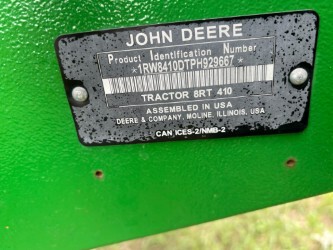 JOHN DEERE
Product Identification Number
*1RW8410DTPH929667*
TRACTOR 8RT 410
ASSEMBLED IN USA
DEERE & COMPANY, MOLINE, ILLINOIS, USA
CAN ICES-2/NMB-2